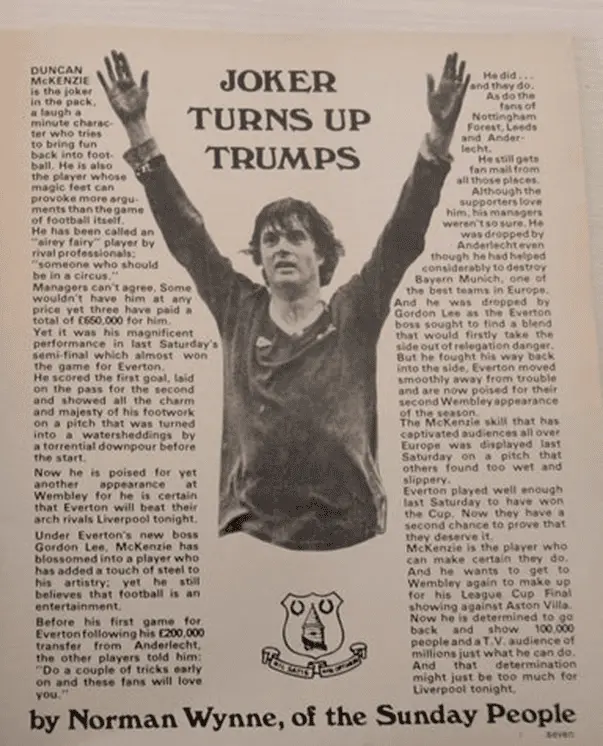 JOKER
TURNS UP
TRUMPS
DUNCAN
McKENZIE
is the joker
in the pack,
a laugh a
minute charac-
ter who tries
to bring fun
back into foot-
ball. He is also
the player whose
magic feet can
provoke more argu-
ments than the game
of football itself.
He has been called an
"airey fairy" player by
rival professionals;
"someone who should
be in a circus."
Managers can't agree. Some
wouldn't have him at any
price yet three have paid a
total of £650,000 for him.
Yet it was his magnificent
performance in last Saturday's
semi-final which almost won
the game for Everton.
He scored the first goal, laid
on the pass for the second
and showed all the charm
and majesty of his footwork
on a pitch that was turned
into a watersheddings by
a torrential downpour before
the start.
Now he is poised for yet
another appearance at
Wembley for he is certain
that Everton will beat their
arch rivals Liverpool tonight.
Under Everton's new boss
Gordon Lee, McKenzie has
blossomed into a player who
has added a touch of steel to
his artistry; yet he still
believes that football is an
entertainment.
Before his first game for
Everton following his £200,000
transfer from Anderlecht,
the other players told him:
"Do a couple of tricks early
on and these fans will love
you."
He did . . .
and they do.
As do the
fans of
Nottingham
Forest, Leeds
and Ander-
lecht.
He still gets
fan mail from
all those places.
Although the
supporters love
him, his managers
weren't so sure. He
was dropped by
Anderlecht even
though he had helped
considerably to destroy
Bayern Munich, one of
the best teams in Europe.
And he was dropped by
Gordon Lee as the Everton
boss sought to find a blend
that would firstly take the
side out of relegation danger.
But he fought his way back
into the side, Everton moved
smoothly away from trouble
and are now poised for their
second Wembley appearance
of the season.
The McKenzie skill that has
captivated audiences all over
Europe was displayed last
Saturday on a pitch that
others found too wet and
slippery.
Everton played well enough
last Saturday to have won
the Cup. Now they have a
second chance to prove that
they deserve it.
McKenzie is the player who
can make certain they do.
And he wants to get to
Wembley again to make up
for his League Cup Final
showing against Aston Villa.
Now he is determined to go
back and show 100,000
people and a T.V. audience of
millions just what he can do.
And that determination
might just be too much for
Liverpool tonight.
NIL SATIS
by Norman Wynne, of the Sunday People
seven